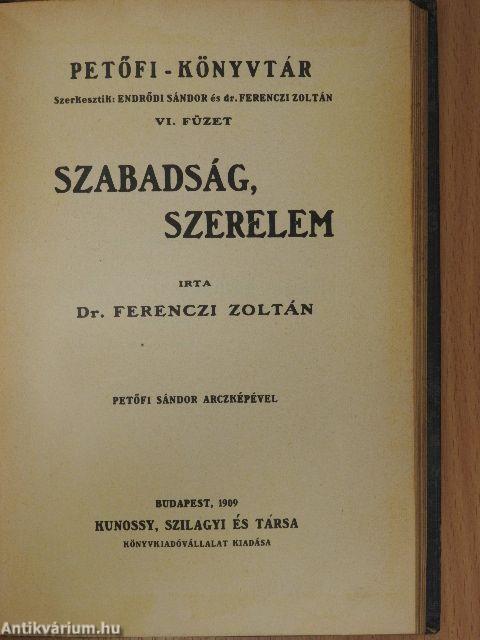 PETŐFI - KÖNYVTÁR
Szerkesztik: ENDRŐDI SÁNDOR és dr. FERENCZI ZOLTÁN
VI. FÜZET
SZABADSÁG,
SZERELEM
IRTA
Dr. FERENCZI ZOLTÁN
PETŐFI SÁNDOR ARCZKÉPÉVEL
BUDAPEST, 1909
KUNOSSY, SZILAGYI ÉS TÁRSA
KÖNYVKIADÓVÁLLALAT KIADÁSA
Antikvárium.hu